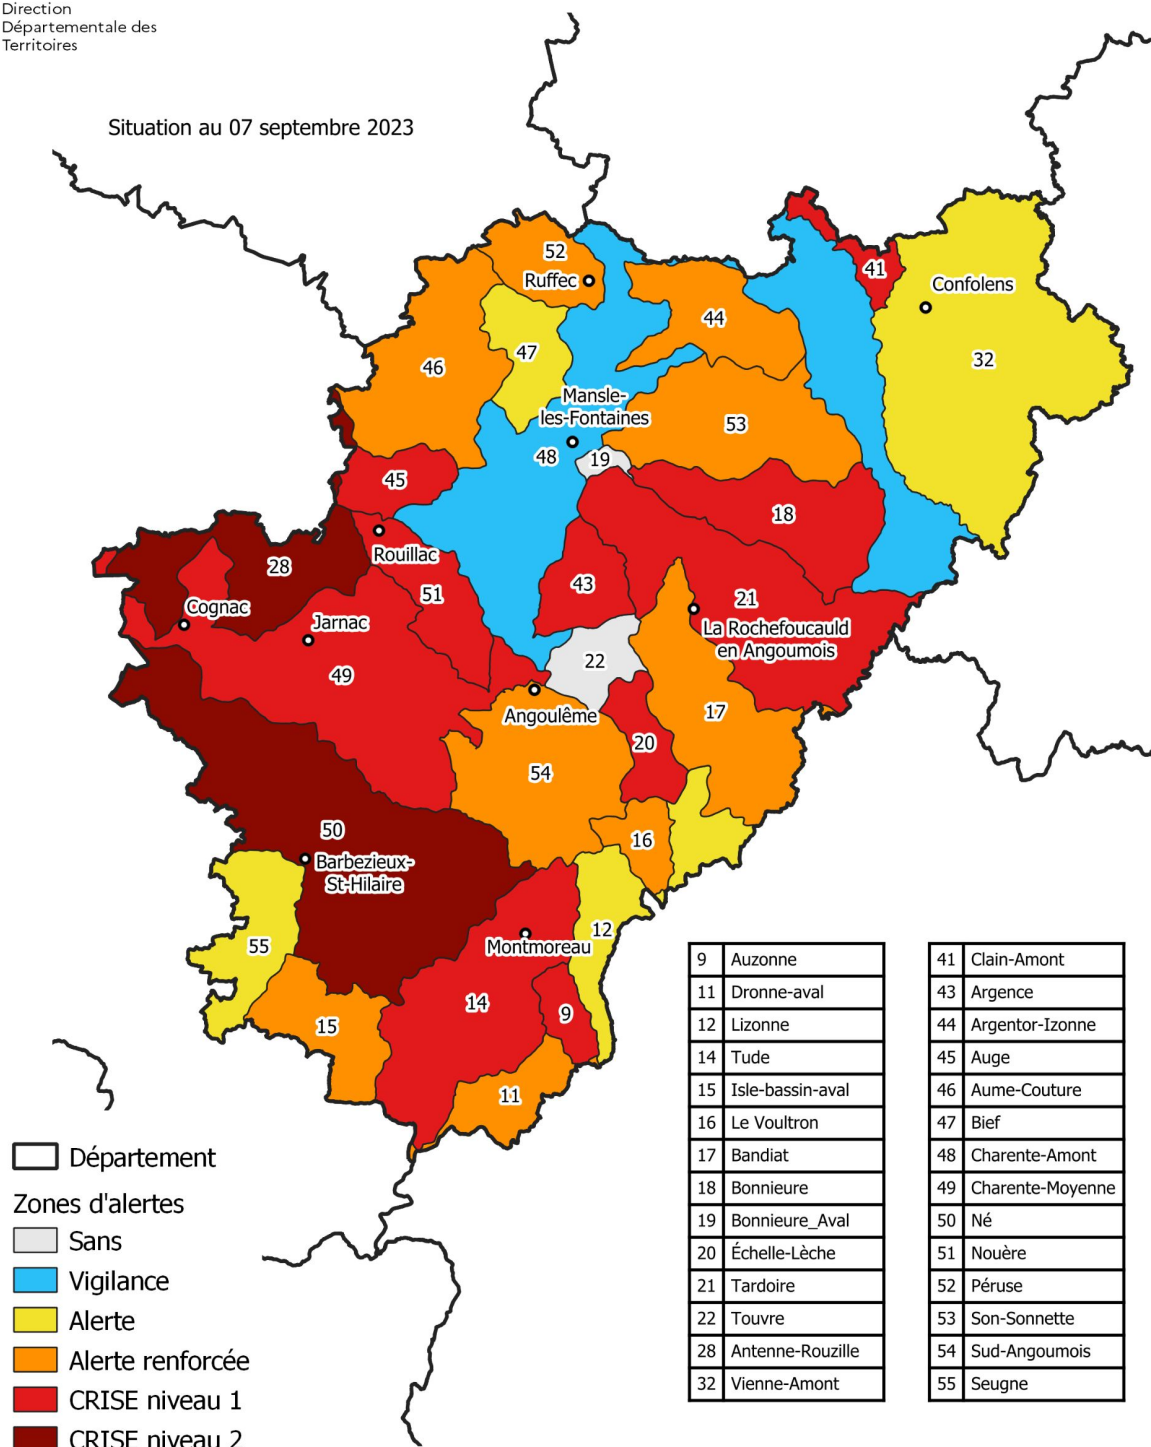 Direction
Départementale des
Territoires
Situation au 07 septembre 2023
52
Ruffec
41
Confolens
44
47
46
32
Mansle-
les-Fontaines
53
48
19
45
18
Rouillac
28
43
51
21
Cognac
Jarnac
La Rochefoucauld
en Angoumois
22
49
17
Angoulême
20
54
50
16
Barbezieux-
St-Hilaire
12
55
Montmoreau
14
9
15
11
9 Auzonne
11 Dronne-aval
12 Lizonne
14 Tude
15 Isle-bassin-aval
16 Le Voultron
17 Bandiat
18 Bonnieure
19 Bonnieure_Aval
20 Échelle-Lèche
21 Tardoire
22 Touvre
28 Antenne-Rouzille
32 Vienne-Amont
41 Clain-Amont
43 Argence
44 Argentor-Izonne
45 Auge
46 Aume-Couture
47 Bief
48 Charente-Amont
49 Charente-Moyenne
50 Né
51 Nouère
52 Péruse
53 Son-Sonnette
54 Sud-Angoumois
55 Seugne
Département
Zones d'alertes
Sans
Vigilance
Alerte
Alerte renforcée
CRISE niveau 1
CRISE niveau 2